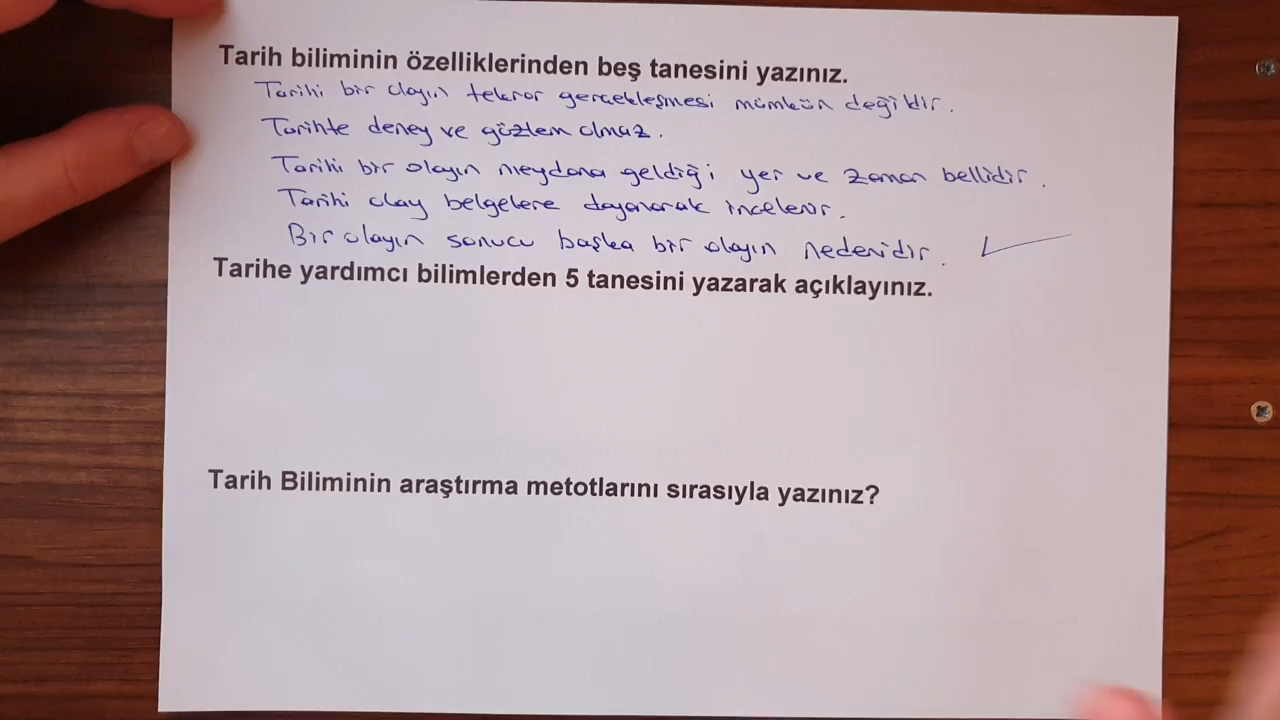 Tarih biliminin özelliklerinden beş tanesini yazınız.
Tarihi bir olayın tekrar gerçekleşmesi mümkün değildir.
Tarihte deney ve gözlem olmaz.
Tarihi bir olayın meydana geldiği yer ve zaman bellidir.
Tarihi olay belgelere dayanarak incelenir.
Bir olayın sonucu başka bir olayın nedenidir.
Tarihe yardımcı bilimlerden 5 tanesini yazarak açıklayınız.
Tarih Biliminin araştırma metotlarını sırasıyla yazınız?